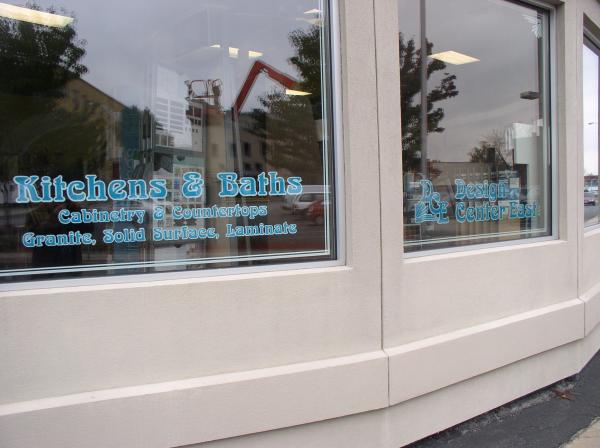 Kitchens & Baths
Cabinetry & Countertops
Granite, Solid Surface, Laminate
Design
Center East